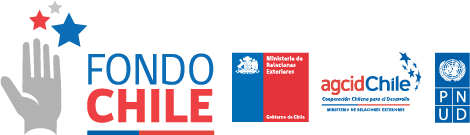 FONDO
CHILE
Ministerio de
Relaciones
Exteriores
Gobierno de Chile
agcidChile
Cooperación Chilena para el Desarrollo
MINISTERIO DE RELACIONES EXTERIORES
P N
U D